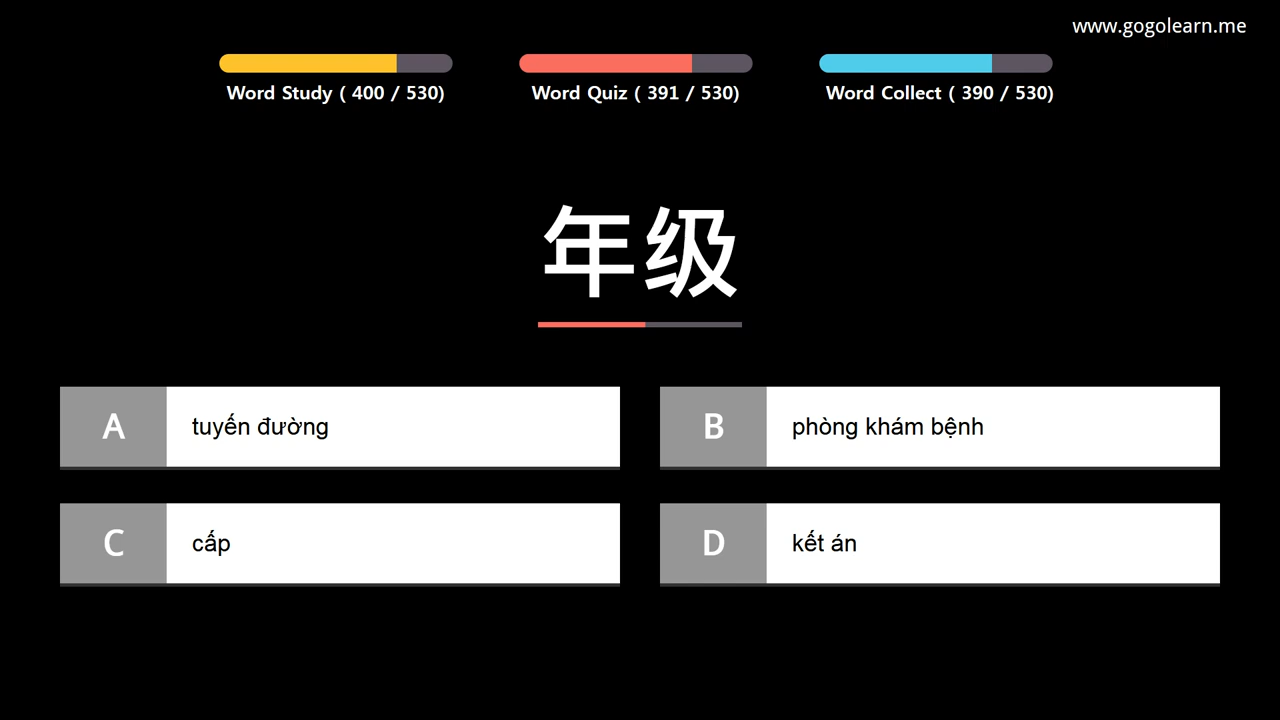 www.gogolearn.me
Word Study ( 400 / 530)
Word Quiz ( 391 / 530)
Word Collect ( 390 / 530)
年级
A tuyến đường
B phòng khám bệnh
C cấp
D kết án